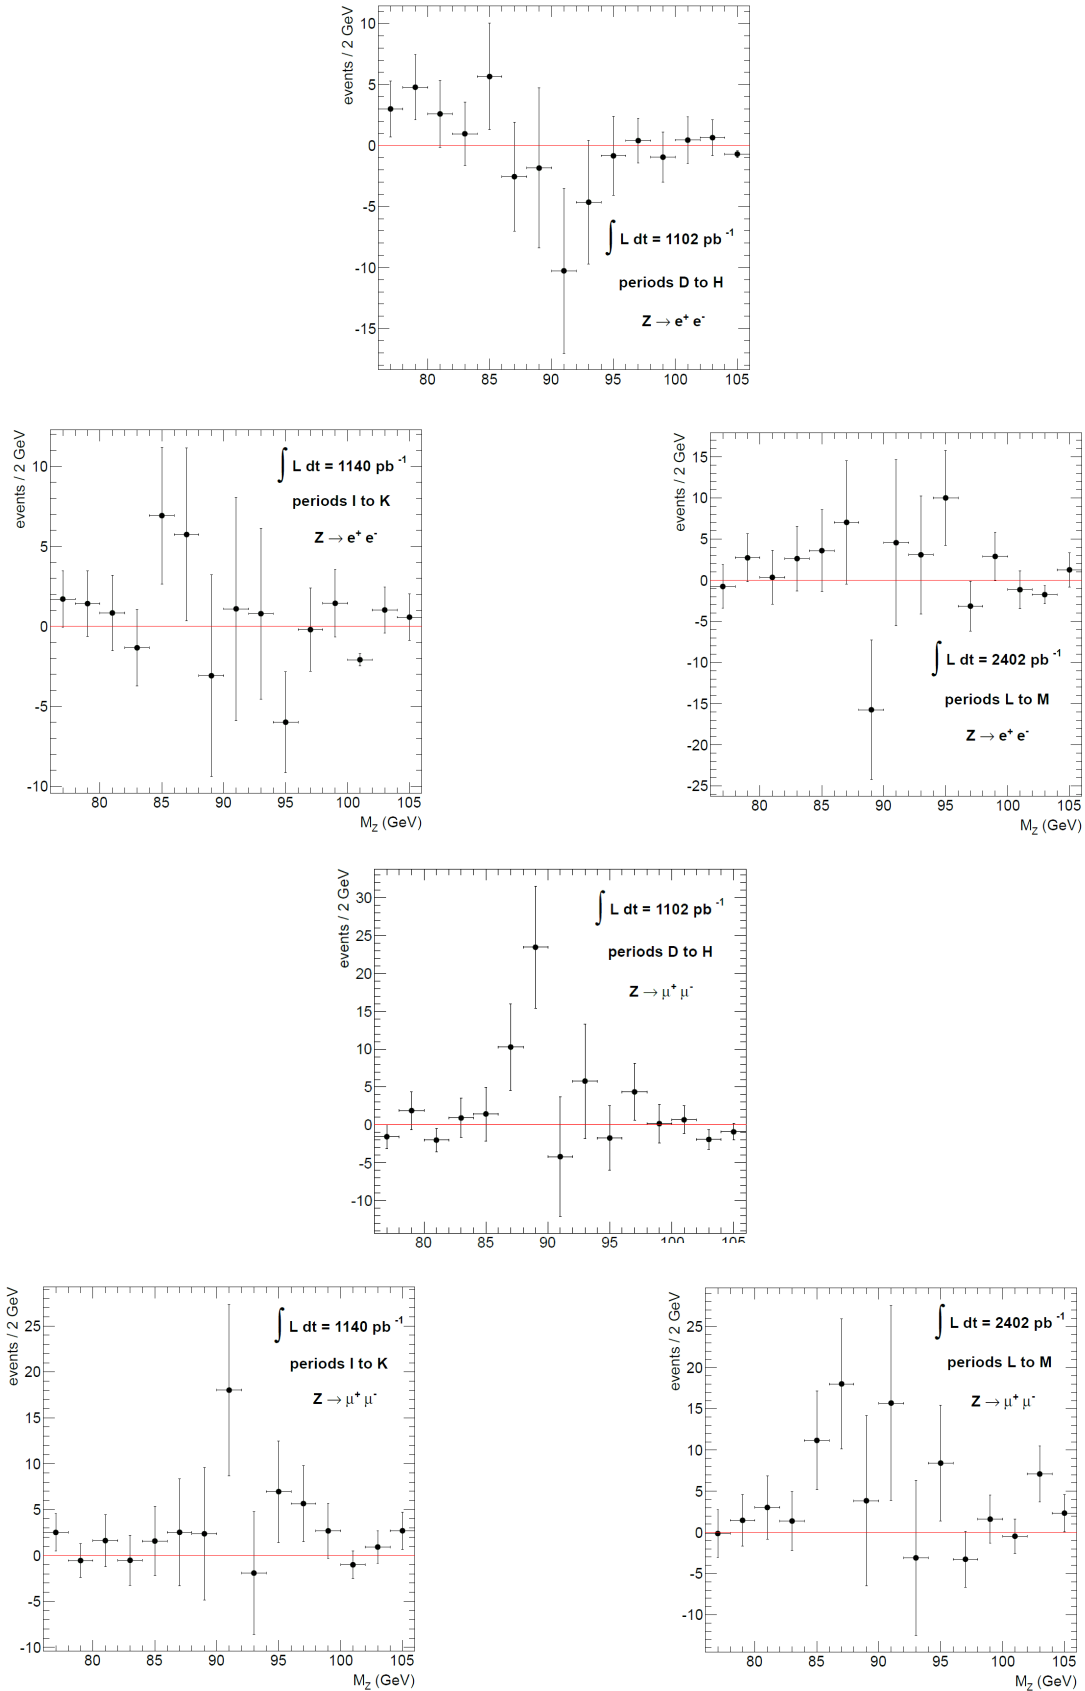 events / 2 GeV
10
5
0
-5
-10
-15
∫ L dt = 1102 pb⁻¹
periods D to H
Z → e⁺ e⁻
80 85 90 95 100 105
events / 2 GeV
10
5
0
-5
-10
∫ L dt = 1140 pb⁻¹
periods I to K
Z → e⁺ e⁻
80 85 90 95 100 105
M_Z (GeV)
events / 2 GeV
15
10
5
0
-5
-10
-15
-20
-25
∫ L dt = 2402 pb⁻¹
periods L to M
Z → e⁺ e⁻
80 85 90 95 100 105
M_Z (GeV)
events / 2 GeV
30
25
20
15
10
5
0
-5
-10
∫ L dt = 1102 pb⁻¹
periods D to H
Z → μ⁺ μ⁻
80 85 90 95 100 105
events / 2 GeV
25
20
15
10
5
0
-5
-10
∫ L dt = 1140 pb⁻¹
periods I to K
Z → μ⁺ μ⁻
80 85 90 95 100 105
M_Z (GeV)
events / 2 GeV
25
20
15
10
5
0
-5
-10
∫ L dt = 2402 pb⁻¹
periods L to M
Z → μ⁺ μ⁻
80 85 90 95 100 105
M_Z (GeV)